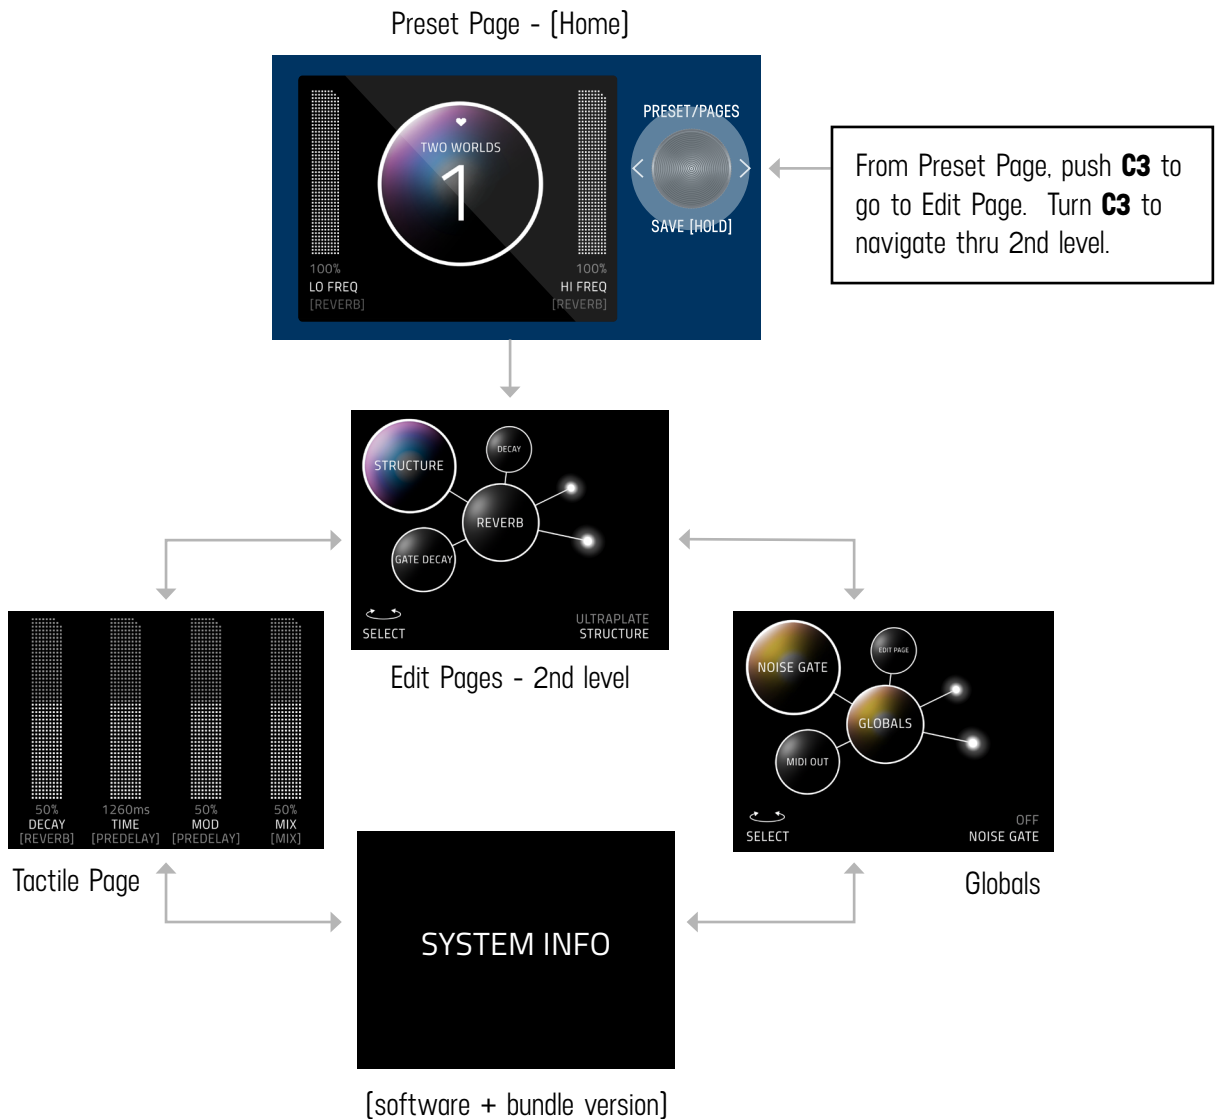 Preset Page - [Home]
TWO WORLDS
1
100%
LO FREQ
[REVERB]
100%
HI FREQ
[REVERB]
PRESET/PAGES
SAVE [HOLD]
From Preset Page, push C3 to
go to Edit Page. Turn C3 to
navigate thru 2nd level.
STRUCTURE
DECAY
REVERB
GATE DECAY
SELECT
ULTRAPLATE
STRUCTURE
Edit Pages - 2nd level
50%
DECAY
[REVERB]
1260ms
TIME
[PREDELAY]
50%
MOD
[PREDELAY]
50%
MIX
[MIX]
Tactile Page
NOISE GATE
EDIT PAGE
GLOBALS
MIDI OUT
SELECT
OFF
NOISE GATE
Globals
SYSTEM INFO
[software + bundle version]